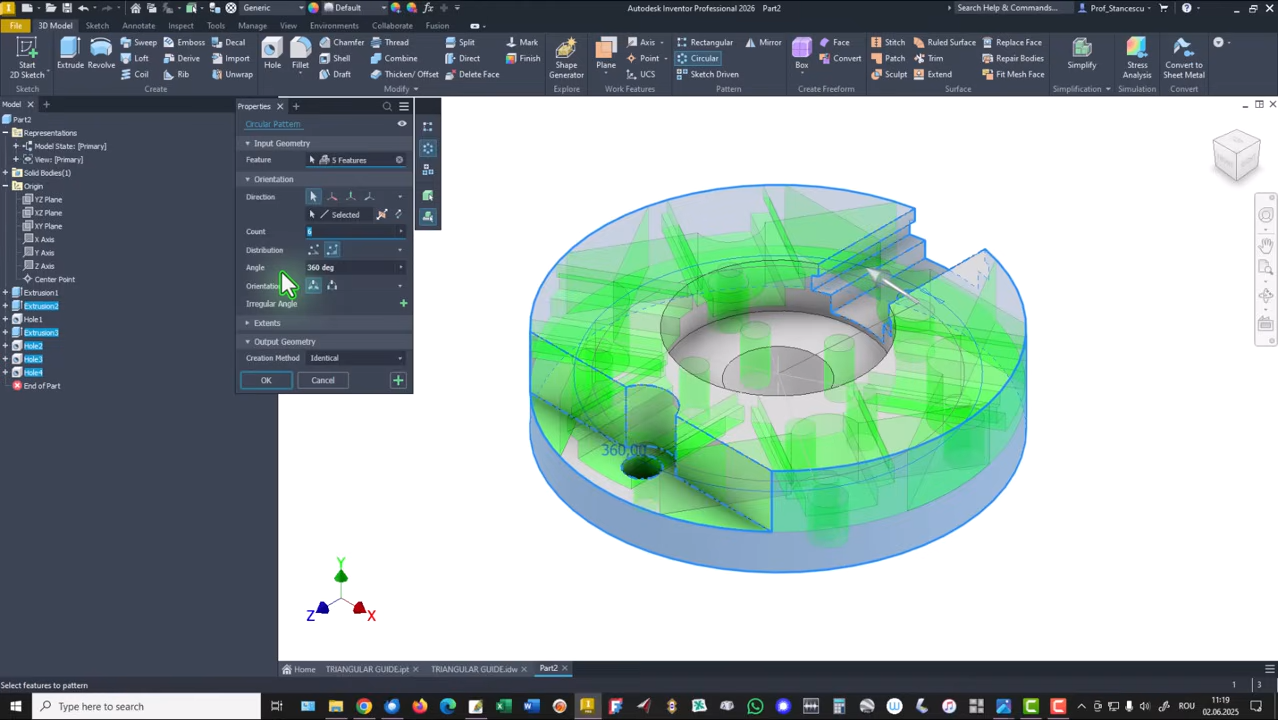 Generic
Default
Autodesk Inventor Professional 2026 Part2
Search Help & Commands...
Prof_Stancescu
File
3D Model
Sketch
Annotate
Inspect
Tools
Manage
View
Environments
Collaborate
Fusion
Start
2D Sketch
Extrude
Revolve
Sweep
Loft
Coil
Emboss
Derive
Rib
Decal
Import
Unwrap
Hole
Fillet
Chamfer
Shell
Draft
Thread
Combine
Thicken/ Offset
Split
Direct
Delete Face
Mark
Finish
Shape
Generator
Plane
Axis
Point
UCS
Rectangular
Circular
Sketch Driven
Mirror
Box
Face
Convert
Stitch
Patch
Sculpt
Ruled Surface
Trim
Extend
Replace Face
Repair Bodies
Fit Mesh Face
Simplify
Stress
Analysis
Convert to
Sheet Metal
Sketch
Create
Modify
Explore
Work Features
Pattern
Create Freeform
Surface
Simplification
Simulation
Convert
Model
Part2
Representations
Model State: [Primary]
View: [Primary]
Solid Bodies(1)
Origin
YZ Plane
XZ Plane
XY Plane
X Axis
Y Axis
Z Axis
Center Point
Extrusion1
Extrusion2
Hole1
Extrusion3
Hole2
Hole3
Hole4
End of Part
Properties
Circular Pattern
Input Geometry
Feature
5 Features
Orientation
Direction
Selected
Count
6
Distribution
Angle
360 deg
Orientation
Irregular Angle
Extents
Output Geometry
Creation Method
Identical
OK
Cancel
360.00
Y
Z
X
Home
TRIANGULAR GUIDE.ipt
TRIANGULAR GUIDE.idw
Part2
Select features to pattern
1
3
Type here to search
RO
11:19
02.06.2025